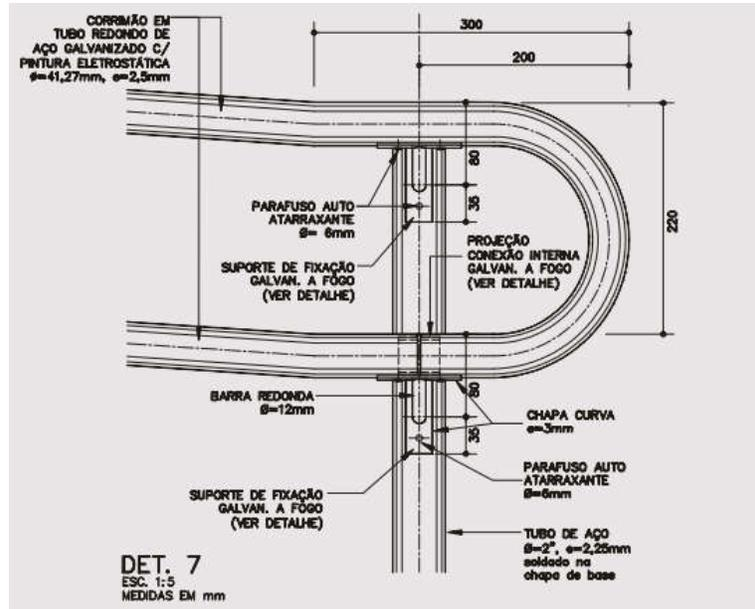 CORRIMÃO EM
TUBO REDONDO DE
AÇO GALVANIZADO C/
PINTURA ELETROSTÁTICA
Ø=41,27mm, e=2,5mm
300
200
80
35
220
PARAFUSO AUTO
ATARRAXANTE
Ø= 6mm
SUPORTE DE FIXAÇÃO
GALVAN. A FÓGO
(VER DETALHE)
PROJEÇÃO
CONEXÃO INTERNA
GALVAN. A FOGO
(VER DETALHE)
BARRA REDONDA
Ø=12mm
80
35
CHAPA CURVA
e=3mm
PARAFUSO AUTO
ATARRAXANTE
Ø=6mm
SUPORTE DE FIXAÇÃO
GALVAN. A FÓGO
(VER DETALHE)
TUBO DE AÇO
Ø=2", e=2,25mm
soldado na
chapa de base
DET. 7
ESC. 1:5
MEDIDAS EM mm